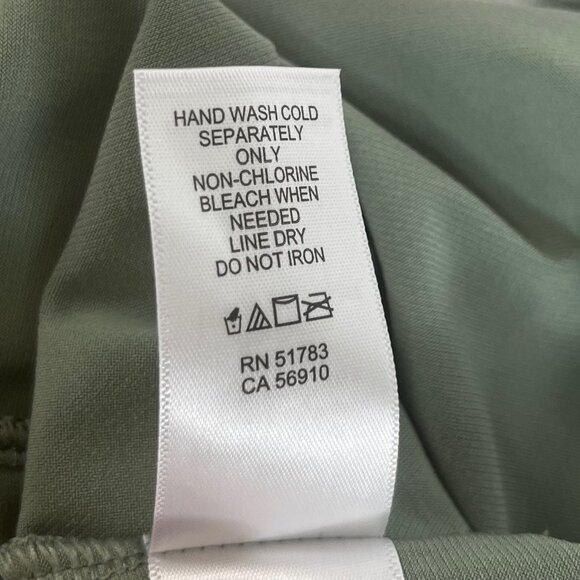 HAND WASH COLD
SEPARATELY
ONLY
NON-CHLORINE
BLEACH WHEN
NEEDED
LINE DRY
DO NOT IRON
RN 51783
CA 56910